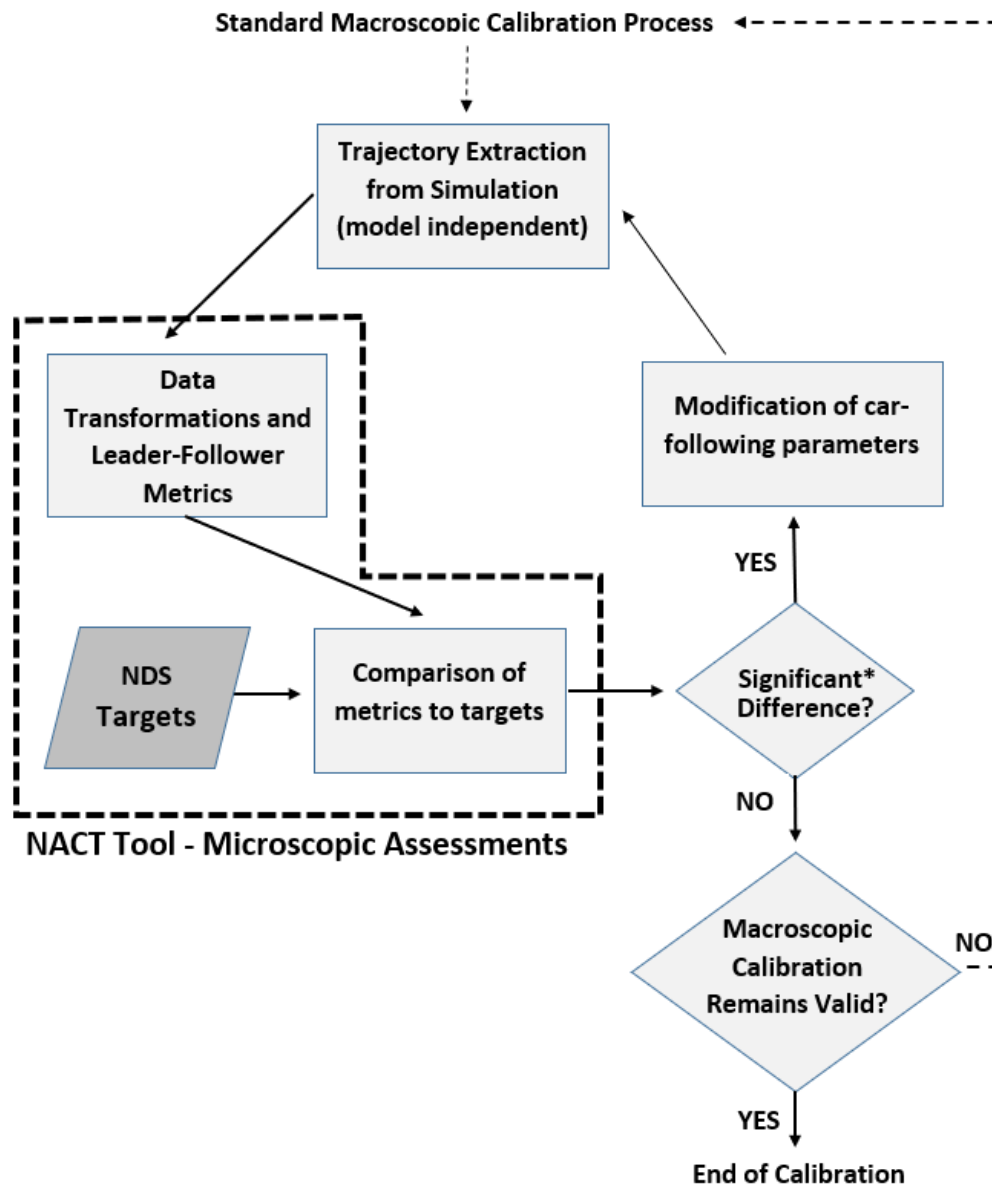 Standard Macroscopic Calibration Process
Trajectory Extraction
from Simulation
(model independent)
Data
Transformations and
Leader-Follower
Metrics
Modification of car-
following parameters
YES
NDS
Targets
Comparison of
metrics to targets
Significant*
Difference?
NO
NACT Tool - Microscopic Assessments
Macroscopic
Calibration
Remains Valid?
NO
YES
End of Calibration